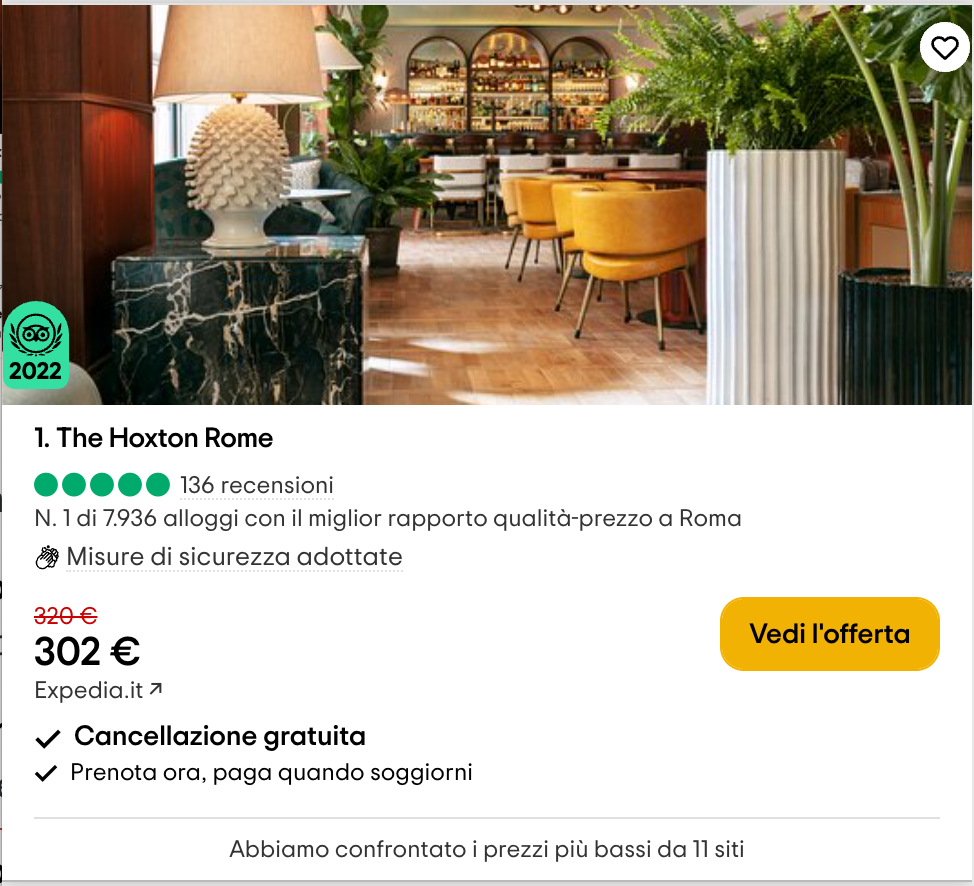 2022
1. The Hoxton Rome
136 recensioni
N. 1 di 7.936 alloggi con il miglior rapporto qualità-prezzo a Roma
Misure di sicurezza adottate
320 €
302 €
Vedi l'offerta
Expedia.it
Cancellazione gratuita
Prenota ora, paga quando soggiorni
Abbiamo confrontato i prezzi più bassi da 11 siti